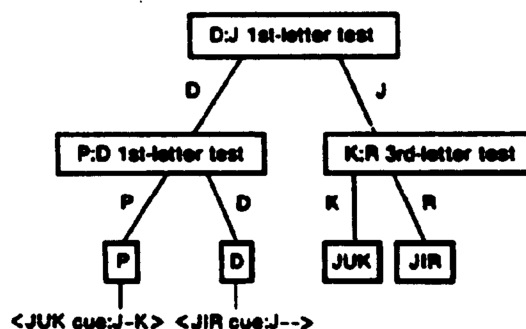 D:J 1st-letter test
D J
P:D 1st-letter test K:R 3rd-letter test
P D K R
P D JUK JIR
<JUK cue:J-K> <JIR cue:J-->